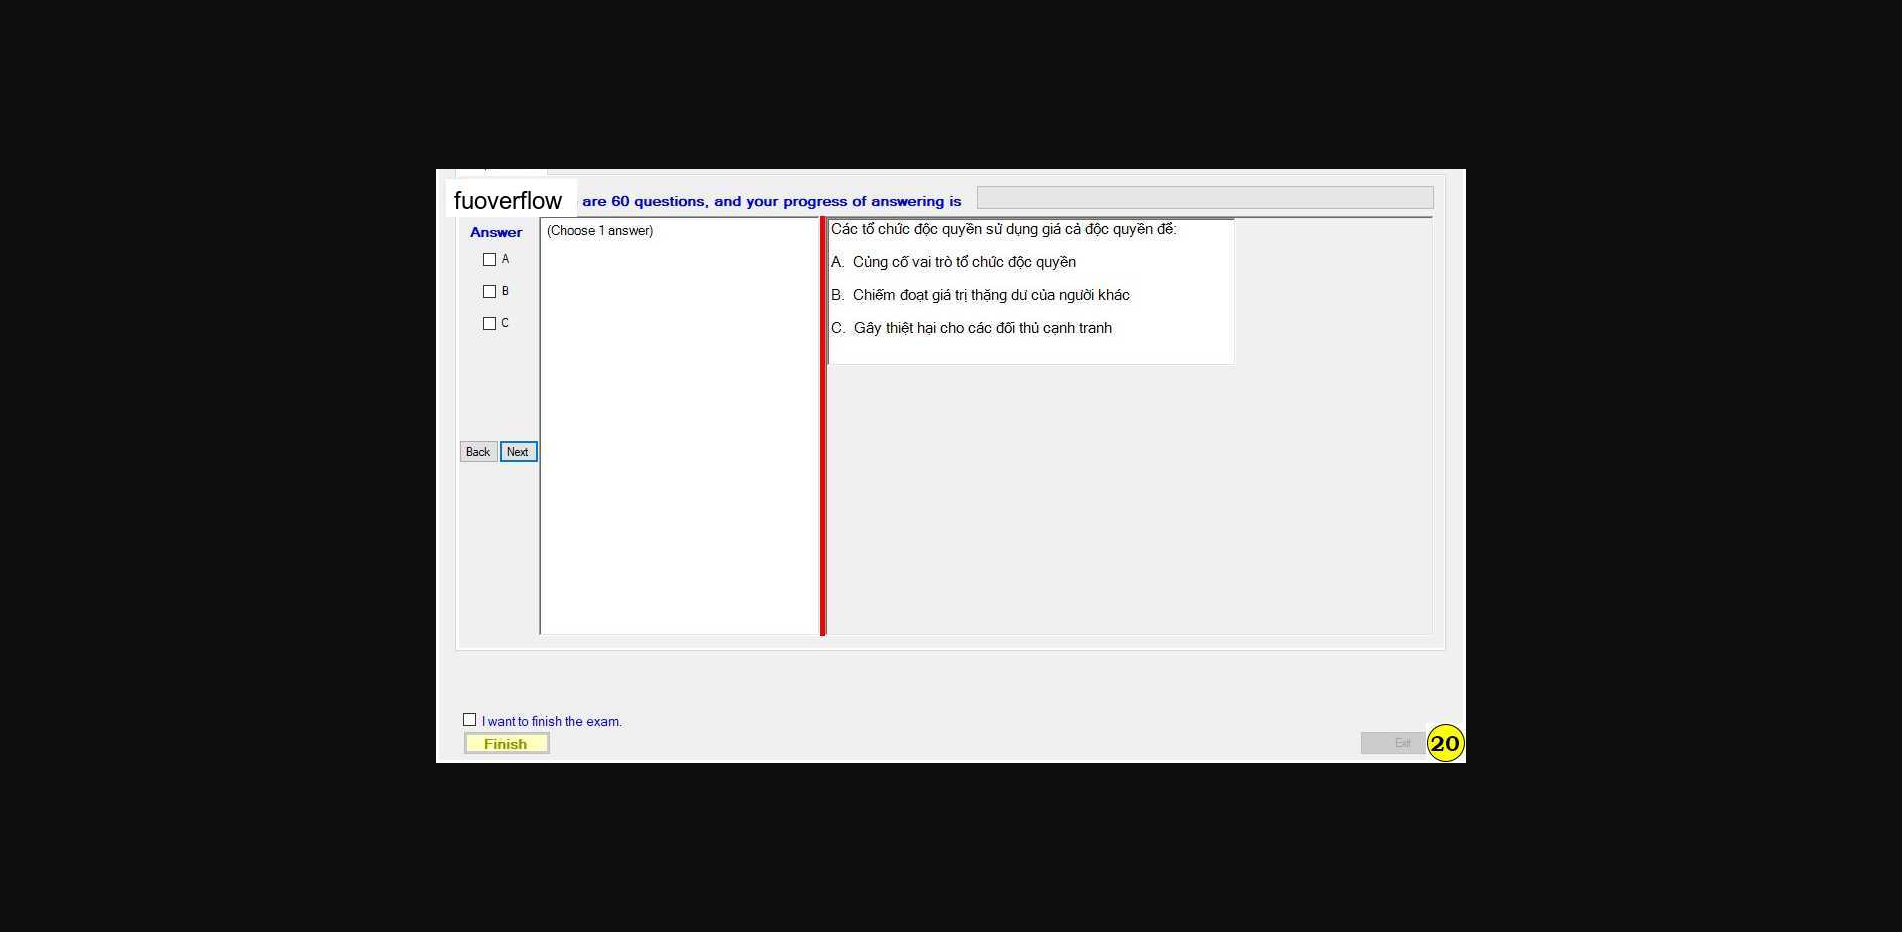 fuoverflow are 60 questions, and your progress of answering is
Answer
A
B
C
Back Next
(Choose 1 answer)
Các tổ chức độc quyền sử dụng giá cả độc quyền để:
A. Củng cố vai trò tổ chức độc quyền
B. Chiếm đoạt giá trị thặng dư của người khác
C. Gây thiệt hại cho các đối thủ cạnh tranh
I want to finish the exam.
Finish
Exit
20